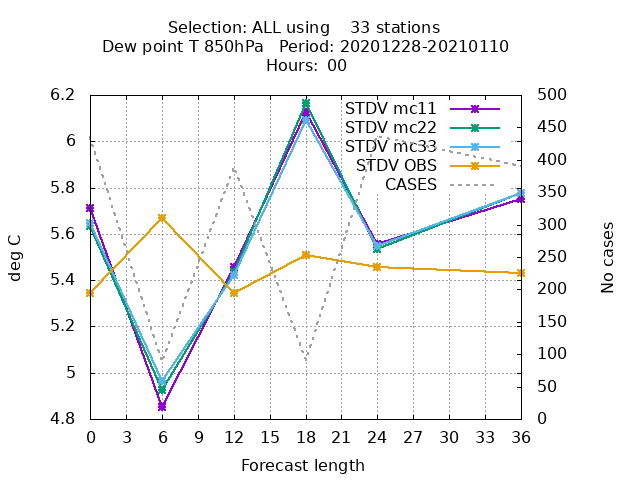 Selection: ALL using    33 stations
Dew point T 850hPa   Period: 20201228-20210110
Hours: 00
6.2
6
5.8
5.6
5.4
5.2
5
4.8
deg C
STDV mc11
STDV mc22
STDV mc33
STDV OBS
CASES
500
450
400
350
300
250
200
150
100
50
0
No cases
0 3 6 9 12 15 18 21 24 27 30 33 36
Forecast length